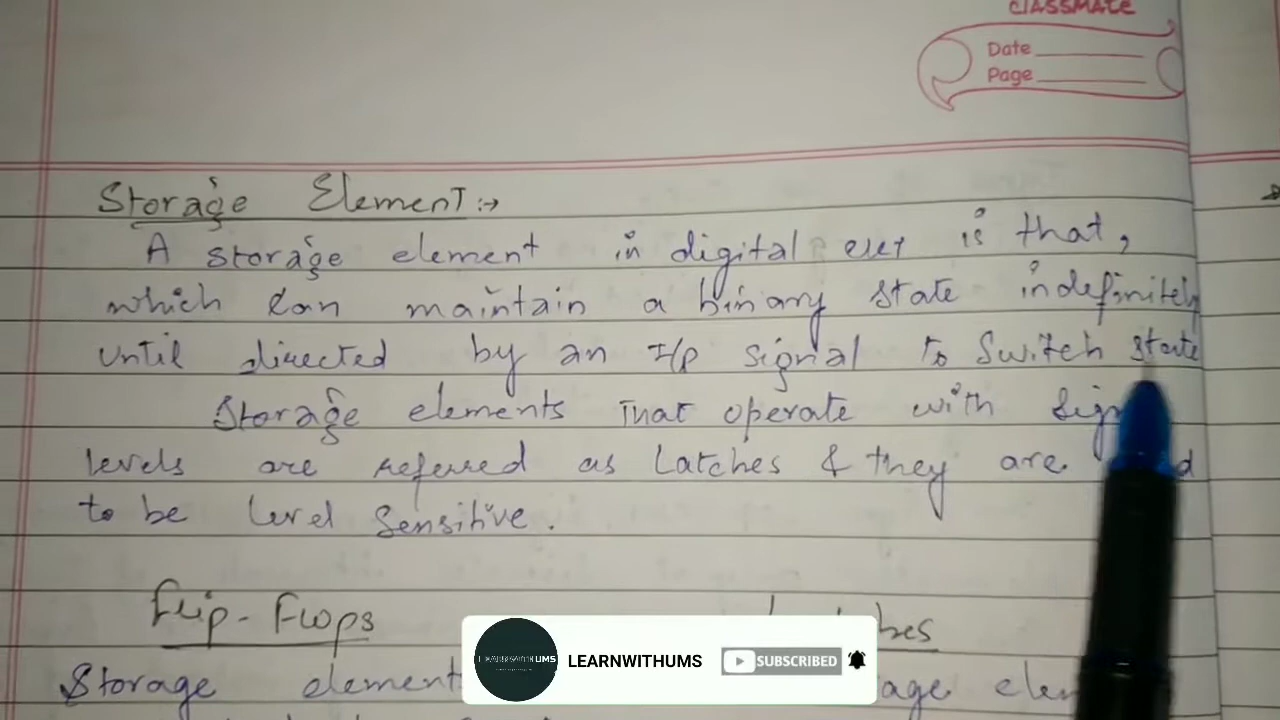 CLASSMATE
Date
Page
Storage Element :→
A storage element in digital ckt is that,
which can maintain a binary state indefinitely
until directed by an I/p signal to switch state
Storage elements that operate with
levels are referred as Latches & they are
to be level sensitive.
Flip-Flops
Storage element
LEARNWITHUMS
LEARNWITHUMS
SUBSCRIBED